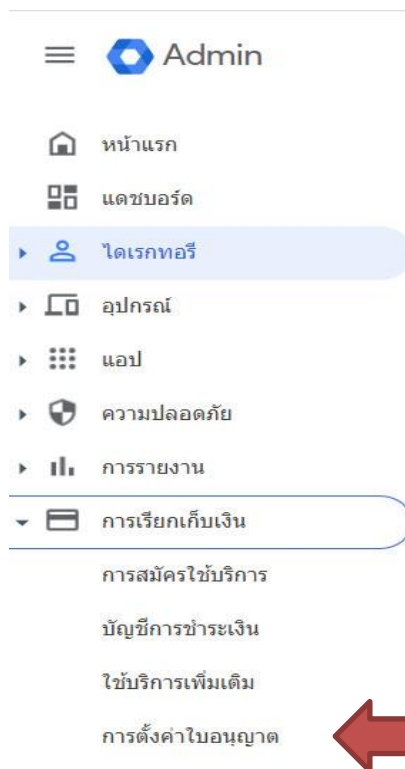 Admin
หน้าแรก
แดชบอร์ด
ไดเรกทอรี
อุปกรณ์
แอป
ความปลอดภัย
การรายงาน
การเรียกเก็บเงิน
การสมัครใช้บริการ
บัญชีการชำระเงิน
ใช้บริการเพิ่มเติม
การตั้งค่าใบอนุญาต